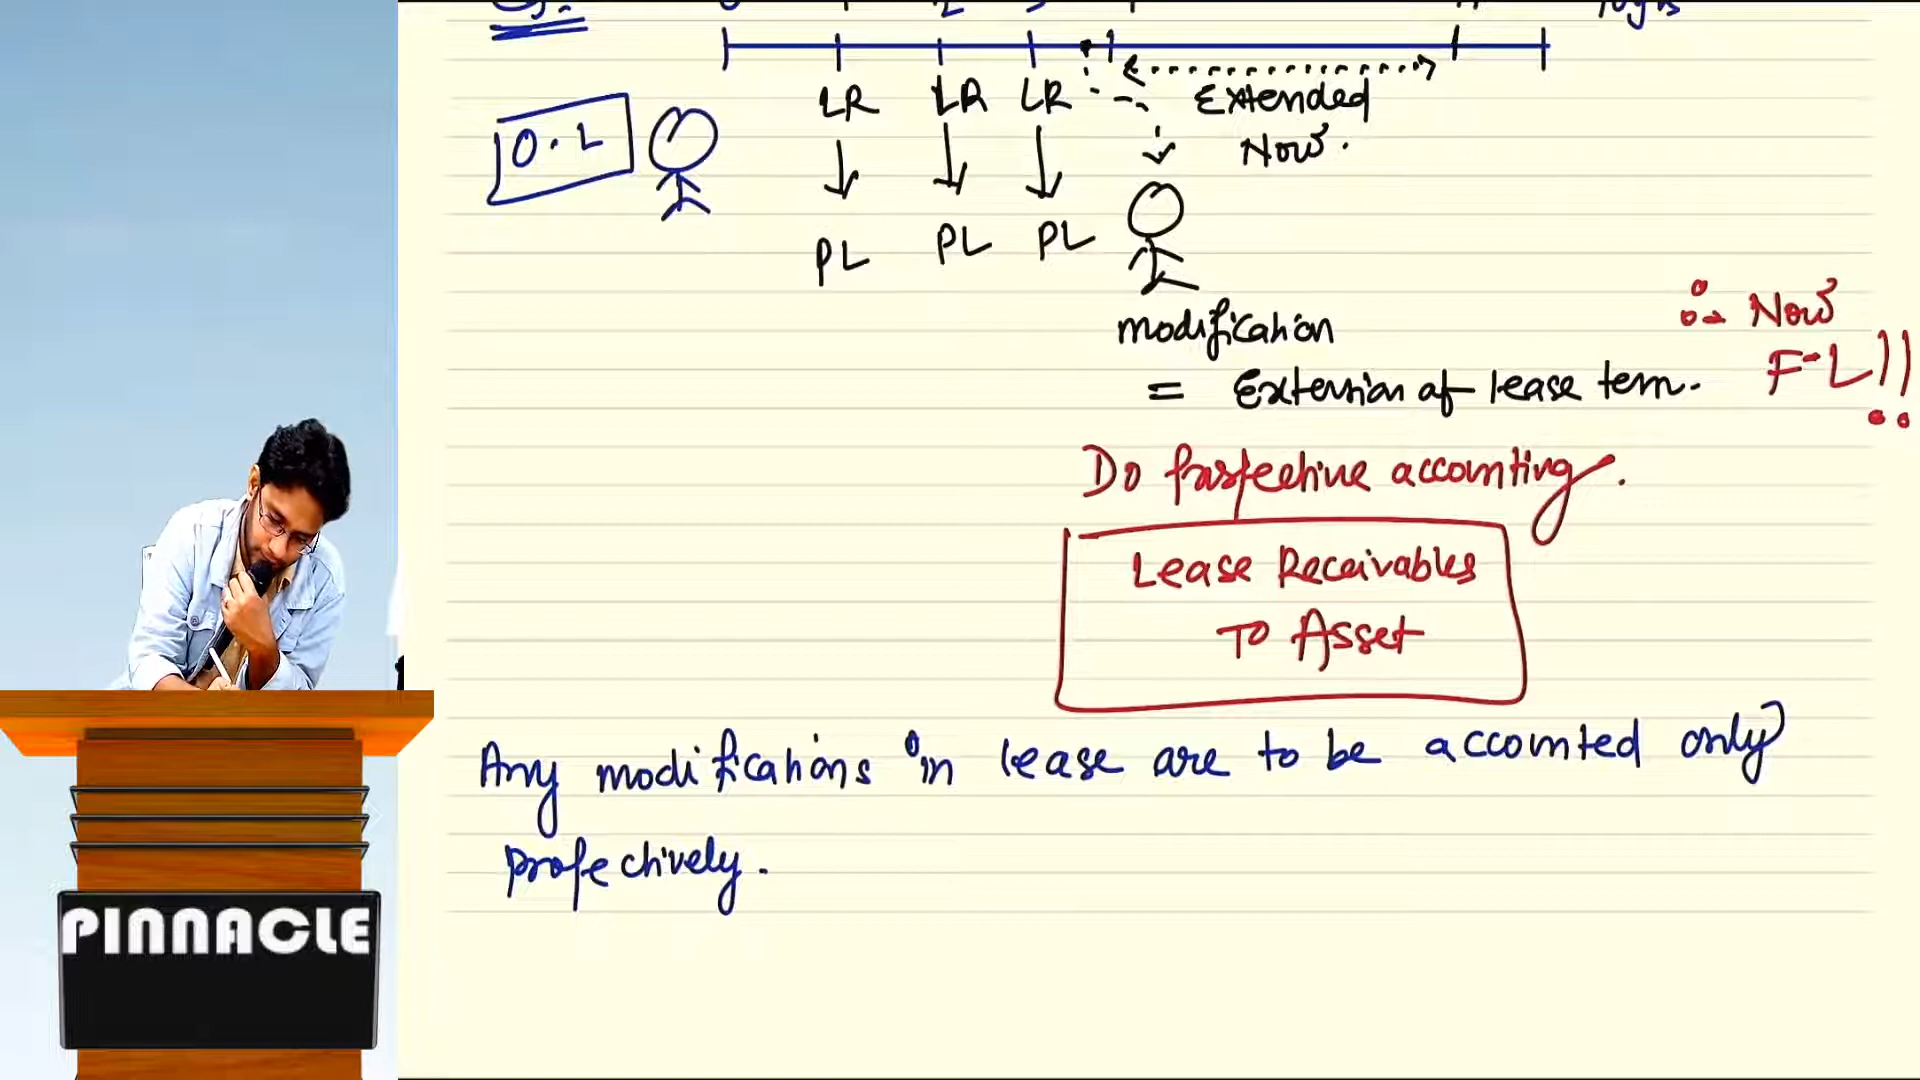 LR LR LR Extended
O.L Now.
PL PL PL
modification
∴ Now
F-L!!
= Extension of lease term.
Do prospective accounting.
Lease Receivables
To Asset
Any modifications in lease are to be accounted only
prospectively.
PINNACLE